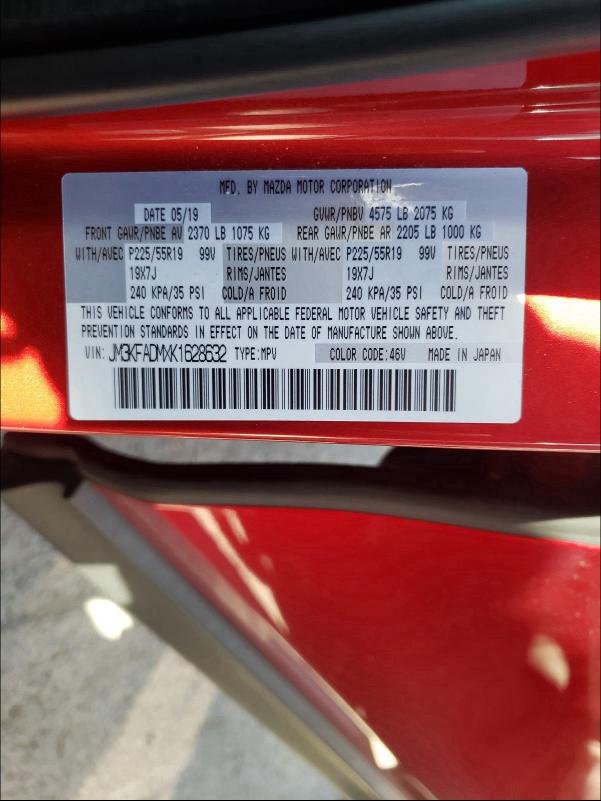 MFD. BY MAZDA MOTOR CORPORATION
DATE 05/19 GVWR/PNBV 4575 LB 2075 KG
FRONT GAWR/PNBE AV 2370 LB 1075 KG REAR GAWR/PNBE AR 2205 LB 1000 KG
WITH/AVEC P225/55R19 99V TIRES/PNEUS WITH/AVEC P225/55R19 99V TIRES/PNEUS
19X7J RIMS/JANTES 19X7J RIMS/JANTES
240 KPA/35 PSI COLD/A FROID 240 KPA/35 PSI COLD/A FROID
THIS VEHICLE CONFORMS TO ALL APPLICABLE FEDERAL MOTOR VEHICLE SAFETY AND THEFT
PREVENTION STANDARDS IN EFFECT ON THE DATE OF MANUFACTURE SHOWN ABOVE.
VIN: JM3KFADMXK1628632 TYPE:MPV COLOR CODE:46V MADE IN JAPAN